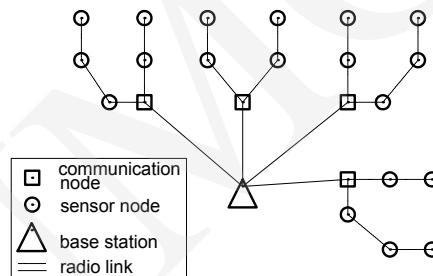 communication
node
sensor node
base station
radio link